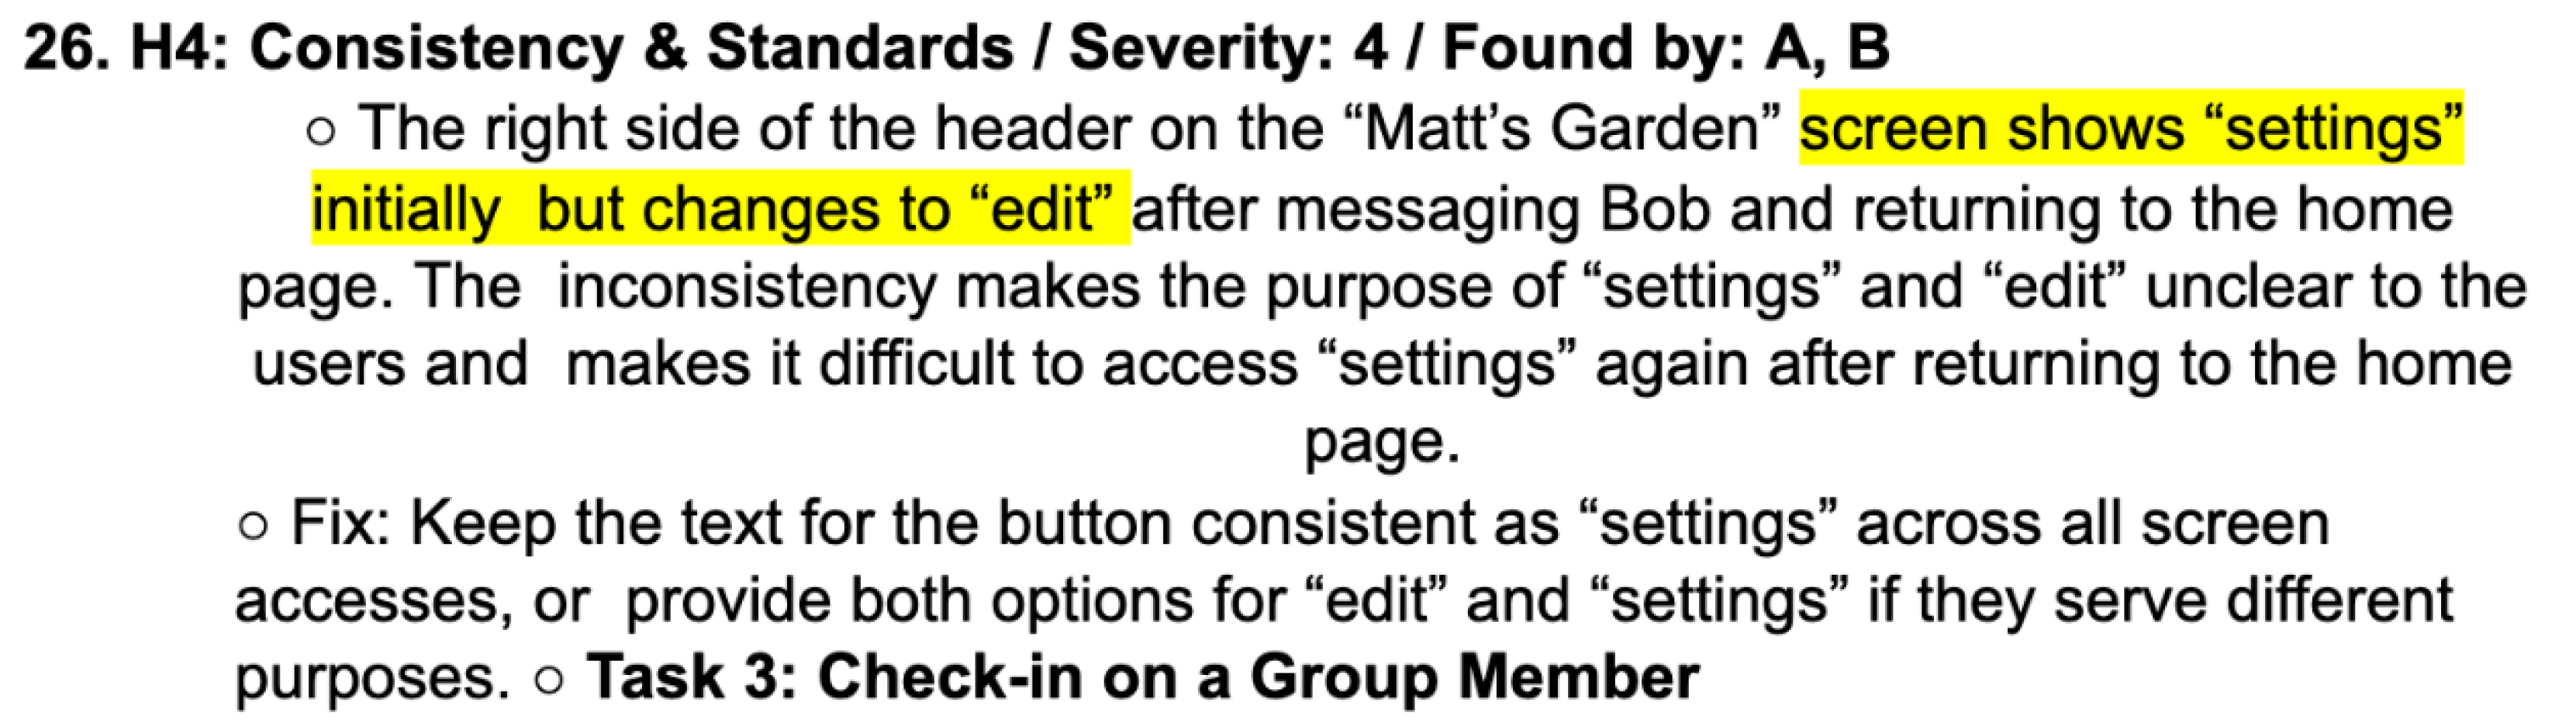 26. H4: Consistency & Standards / Severity: 4 / Found by: A, B
○ The right side of the header on the “Matt’s Garden” screen shows “settings”
initially  but changes to “edit” after messaging Bob and returning to the home
page. The  inconsistency makes the purpose of “settings” and “edit” unclear to the
users and  makes it difficult to access “settings” again after returning to the home
page.
○ Fix: Keep the text for the button consistent as “settings” across all screen
accesses, or  provide both options for “edit” and “settings” if they serve different
purposes. ○ Task 3: Check-in on a Group Member